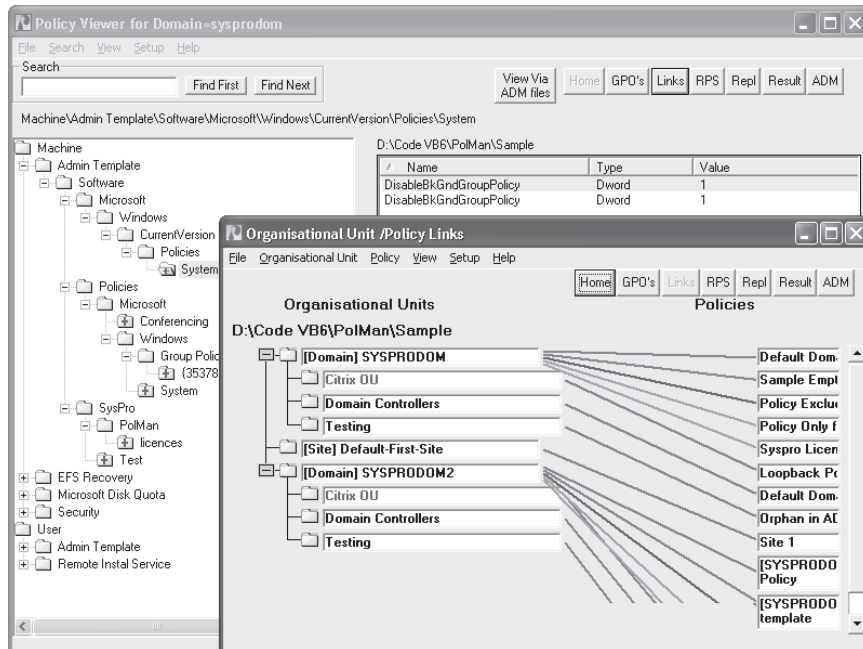 Policy Viewer for Domain=sysprodom
File Search View Setup Help
Search
Find First Find Next
View Via ADM files
Home GPO's Links RPS Repl Result ADM
Machine\Admin Template\Software\Microsoft\Windows\CurrentVersion\Policies\System
Machine
Admin Template
Software
Microsoft
Windows
CurrentVersion
Policies
System
Policies
Microsoft
Conferencing
Windows
Group Polic
{35378
System
SysPro
PolMan
licences
Test
EFS Recovery
Microsoft Disk Quota
Security
User
Admin Template
Remote Instal Service
D:\Code VB6\PolMan\Sample
Name Type Value
DisableBkGndGroupPolicy Dword 1
DisableBkGndGroupPolicy Dword 1
Organisational Unit /Policy Links
File Organisational Unit Policy View Setup Help
Home GPO's Links RPS Repl Result ADM
Organisational Units Policies
D:\Code VB6\PolMan\Sample
[Domain] SYSPRODOM
Citrix OU
Domain Controllers
Testing
[Site] Default-First-Site
[Domain] SYSPRODOM2
Citrix OU
Domain Controllers
Testing
Default Dom
Sample Empt
Policy Exclu
Policy Only f
Syspro Licen
Loopback Po
Default Dom
Orphan in AD
Site 1
[SYSPRODO
Policy
[SYSPRODO
template